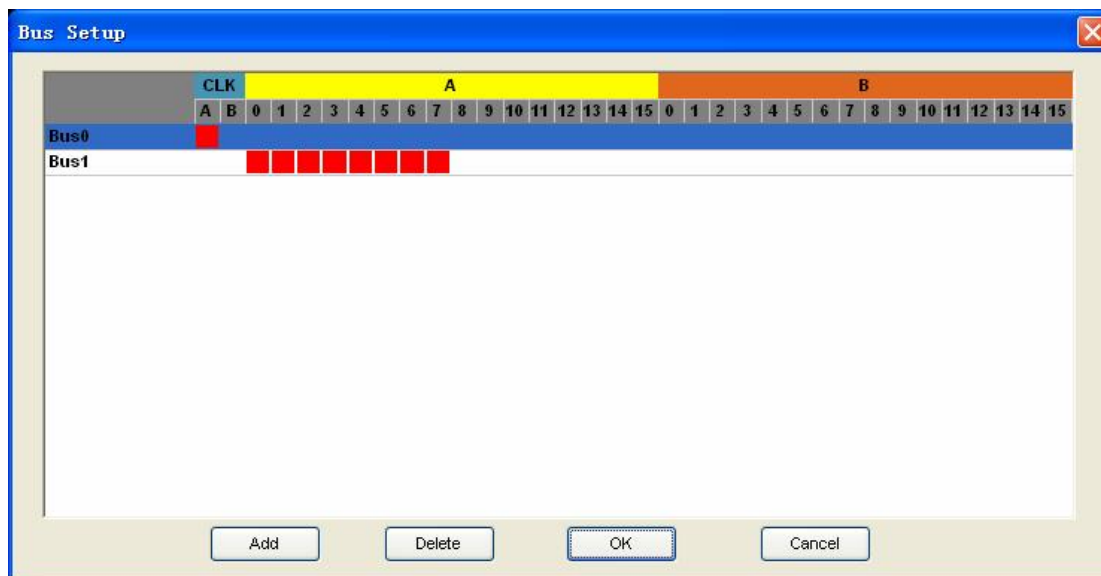 Bus Setup
CLK A B
A B 0 1 2 3 4 5 6 7 8 9 10 11 12 13 14 15 0 1 2 3 4 5 6 7 8 9 10 11 12 13 14 15
Bus0
Bus1
Add Delete OK Cancel